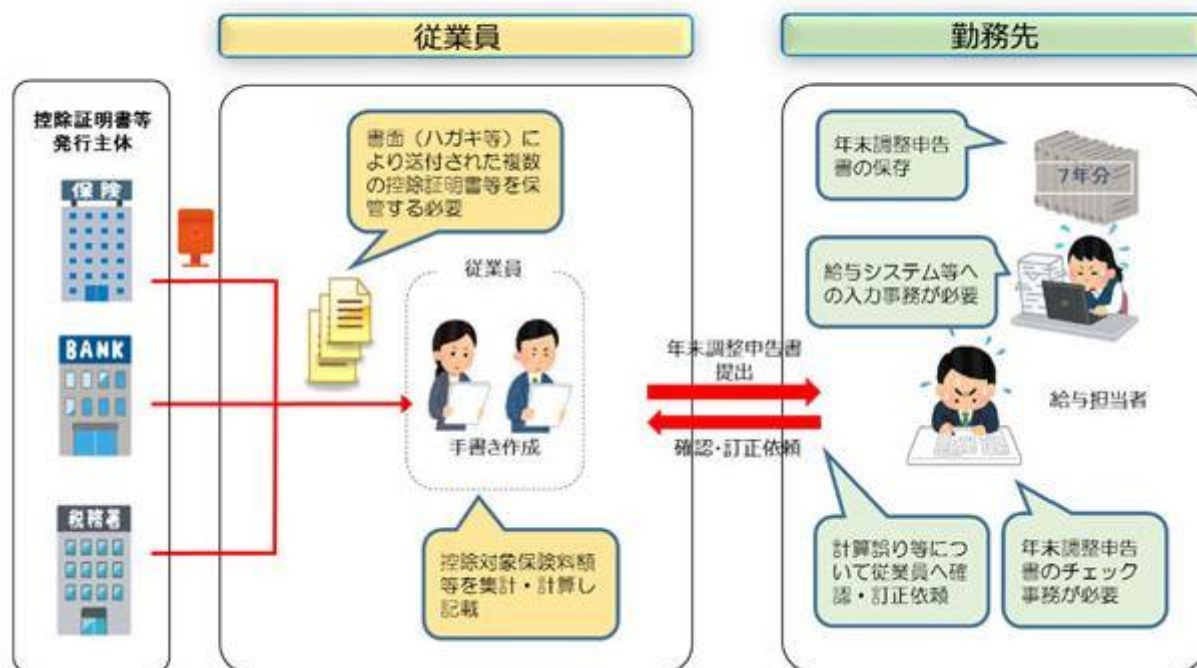 従業員
勤務先
控除証明書等
発行主体
保険
BANK
税務署
書面（ハガキ等）に
より送付された複数
の控除証明書等を保
管する必要
従業員
手書き作成
控除対象保険料額
等を集計・計算し
記載
年末調整申告書
提出
確認・訂正依頼
年末調整申告
書の保存
7年分
給与システム等へ
の入力事務が必要
給与担当者
計算誤り等につ
いて従業員へ確
認・訂正依頼
年末調整申告
書のチェック
事務が必要